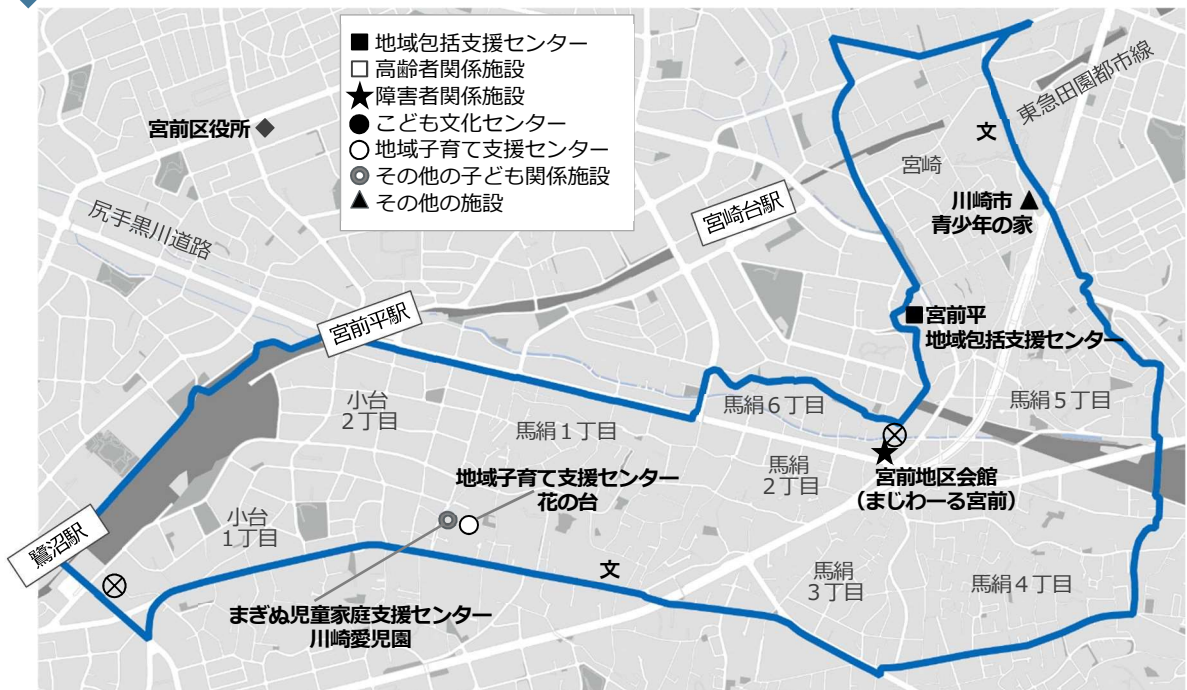 ■ 地域包括支援センター
□ 高齢者関係施設
★ 障害者関係施設
● こども文化センター
○ 地域子育て支援センター
◎ その他の子ども関係施設
▲ その他の施設
東急田園都市線
宮前区役所 ◆
文
宮崎
川崎市 ▲
青少年の家
宮崎台駅
尻手黒川道路
■宮前平
地域包括支援センター
宮前平駅
小台
2丁目
馬絹1丁目
馬絹6丁目
馬絹5丁目
馬絹
2丁目
宮前地区会館
(まじわーる宮前)
地域子育て支援センター
花の台
小台
1丁目
鷺沼駅
文
馬絹
3丁目
馬絹4丁目
まぎぬ児童家庭支援センター
川崎愛児園